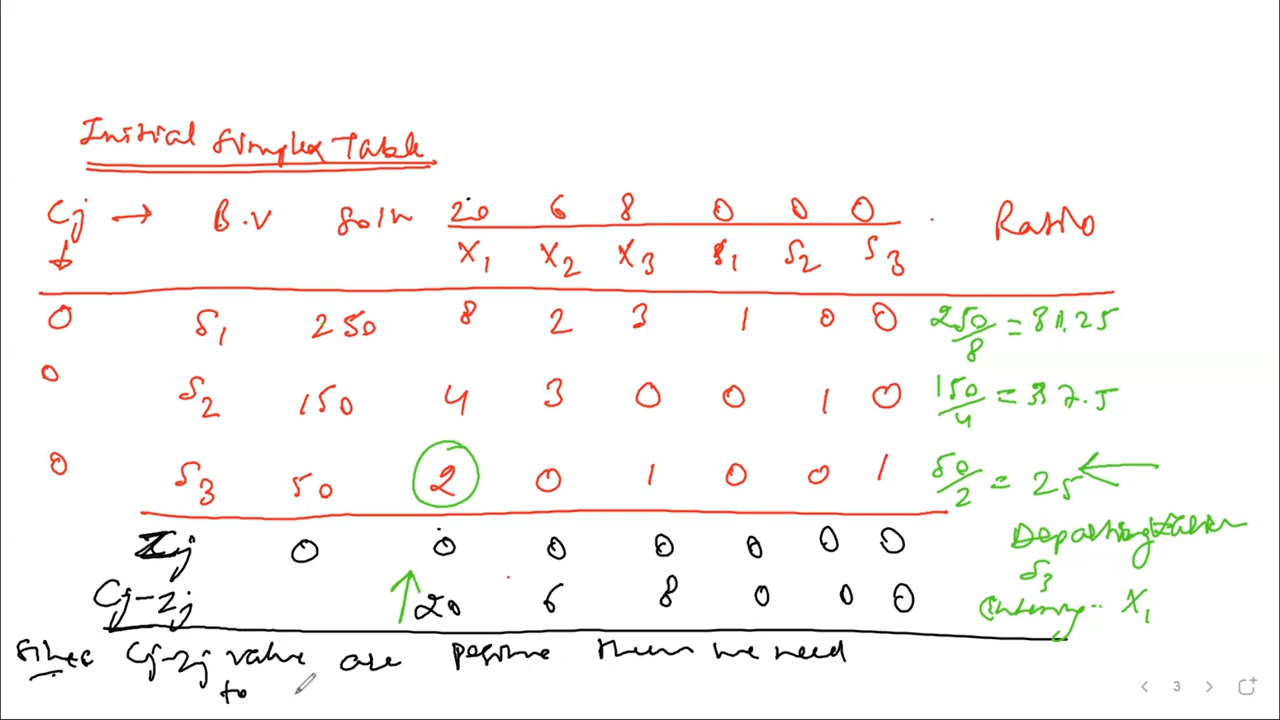 Initial Simplex Table
Cj → B.V Soln 20 6 8 0 0 0 Ratio
↓ X1 X2 X3 S1 S2 S3
0 S1 250 8 2 3 1 0 0 250/8 = 31.25
0 S2 150 4 3 0 0 1 0 150/4 = 37.5
0 S3 50 2 0 1 0 0 1 50/2 = 25 ←
Zj 0 0 0 0 0 0 0
Departing
S3
Cj-Zj ↑ 20 6 8 0 0 0
Entering X1
Since Cj-Zj value are positive then we need
to
< 3 >